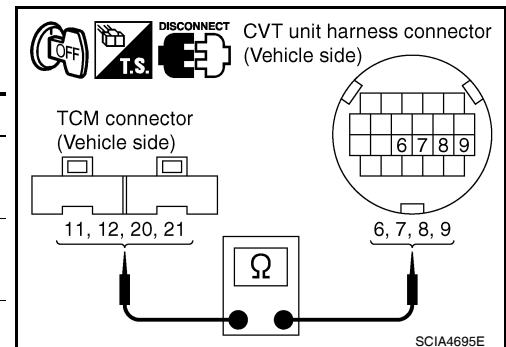 DISCONNECT
OFF
T.S.
CVT unit harness connector
(Vehicle side)
TCM connector
(Vehicle side)
6 7 8 9
11, 12, 20, 21
6, 7, 8, 9
Ω
SCIA4695E